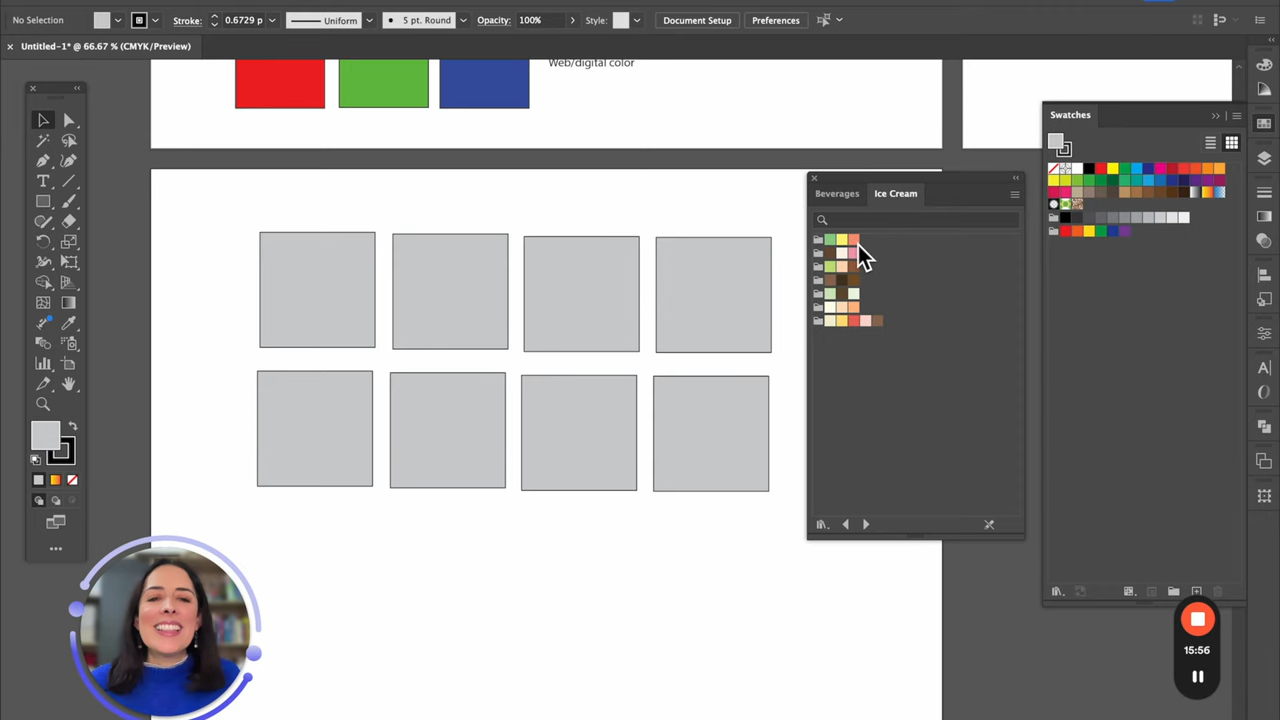 No Selection
Stroke: 0.6729 p Uniform 5 pt. Round Opacity: 100% Style: Document Setup Preferences
Untitled-1* @ 66.67 % (CMYK/Preview)
Web/digital color
Swatches
Beverages Ice Cream
15:56